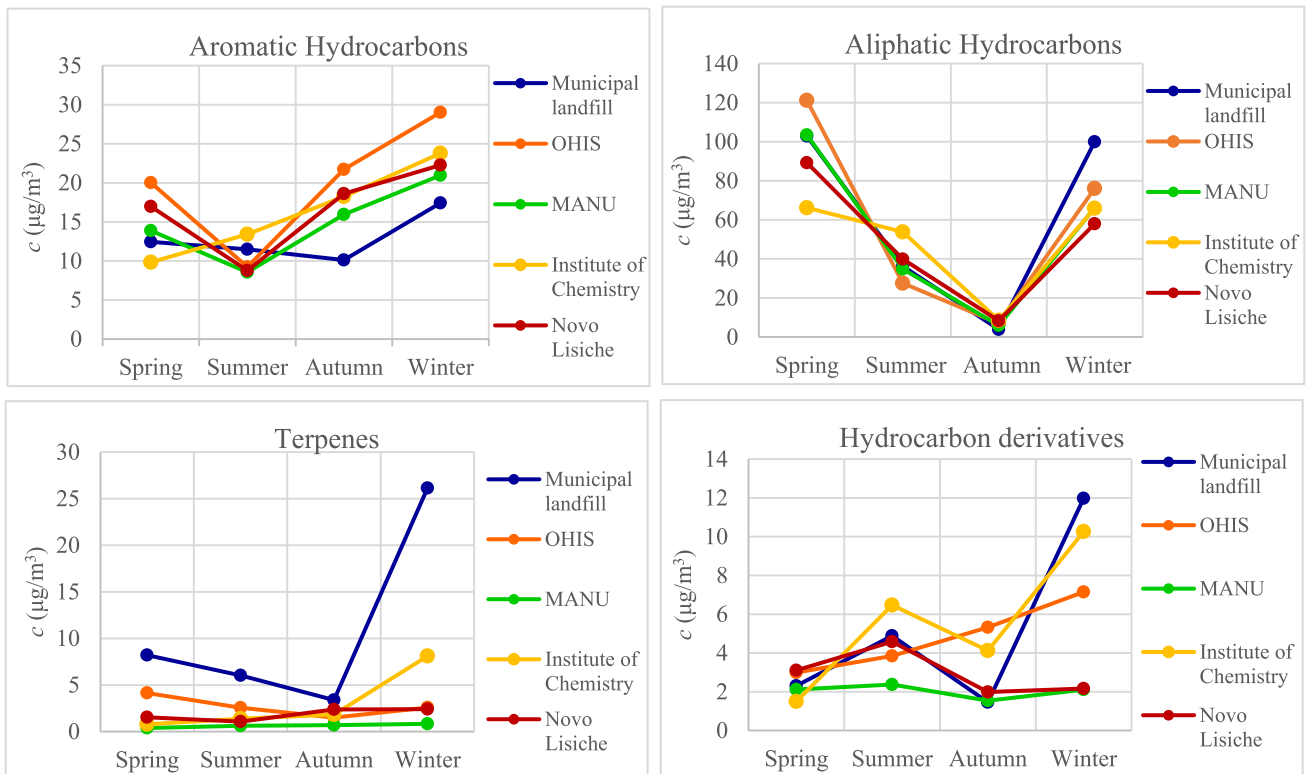 Aromatic Hydrocarbons
c (µg/m³)
35
30
25
20
15
10
5
0
Spring
Summer
Autumn
Winter
Municipal
landfill
OHIS
MANU
Institute of
Chemistry
Novo
Lisiche
Aliphatic Hydrocarbons
c (µg/m³)
140
120
100
80
60
40
20
0
Spring
Summer
Autumn
Winter
Municipal
landfill
OHIS
MANU
Institute of
Chemistry
Novo
Lisiche
Terpenes
c (µg/m³)
30
25
20
15
10
5
0
Spring
Summer
Autumn
Winter
Municipal
landfill
OHIS
MANU
Institute of
Chemistry
Novo
Lisiche
Hydrocarbon derivatives
c (µg/m³)
14
12
10
8
6
4
2
0
Spring
Summer
Autumn
Winter
Municipal
landfill
OHIS
MANU
Institute of
Chemistry
Novo
Lisiche